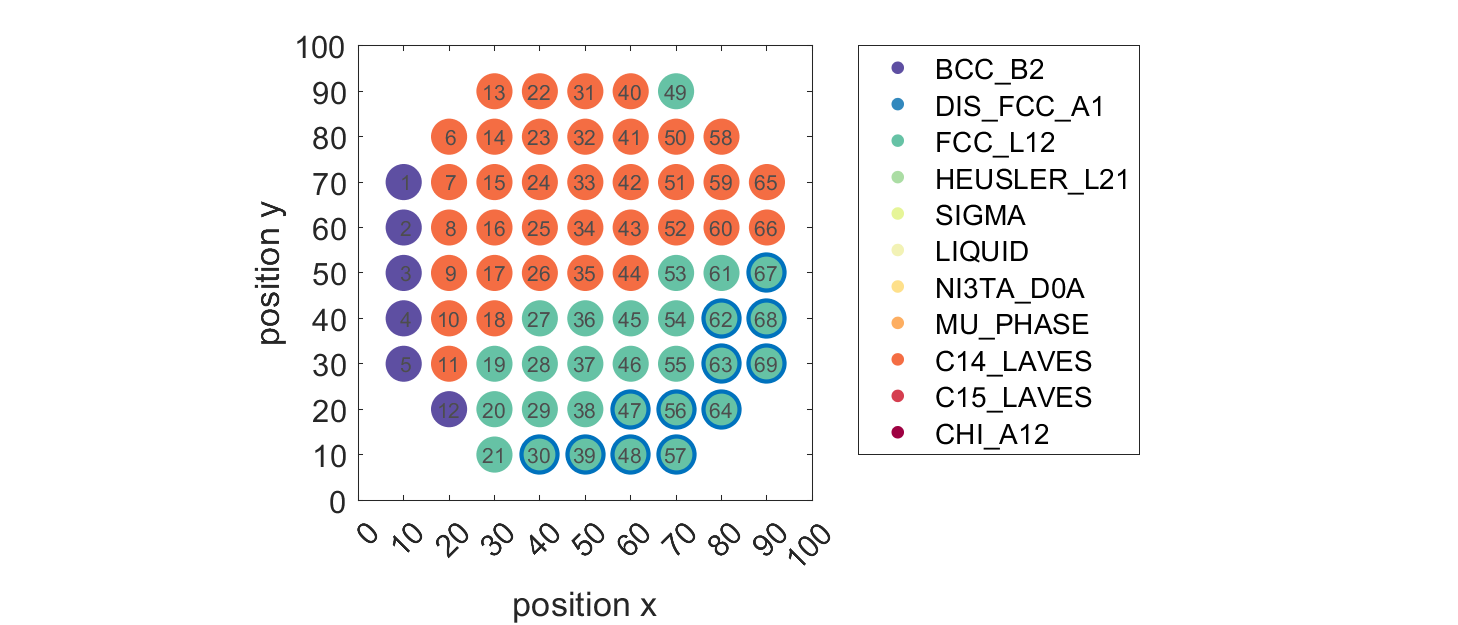 100
90
80
70
60
50
40
30
20
10
0
position y
13 22 31 40 49
6 14 23 32 41 50 58
1 7 15 24 33 42 51 59 65
2 8 16 25 34 43 52 60 66
3 9 17 26 35 44 53 61 67
4 10 18 27 36 45 54 62 68
5 11 19 28 37 46 55 63 69
12 20 29 38 47 56 64
21 30 39 48 57
0 10 20 30 40 50 60 70 80 90 100
position x
BCC_B2
DIS_FCC_A1
FCC_L12
HEUSLER_L21
SIGMA
LIQUID
NI3TA_D0A
MU_PHASE
C14_LAVES
C15_LAVES
CHI_A12